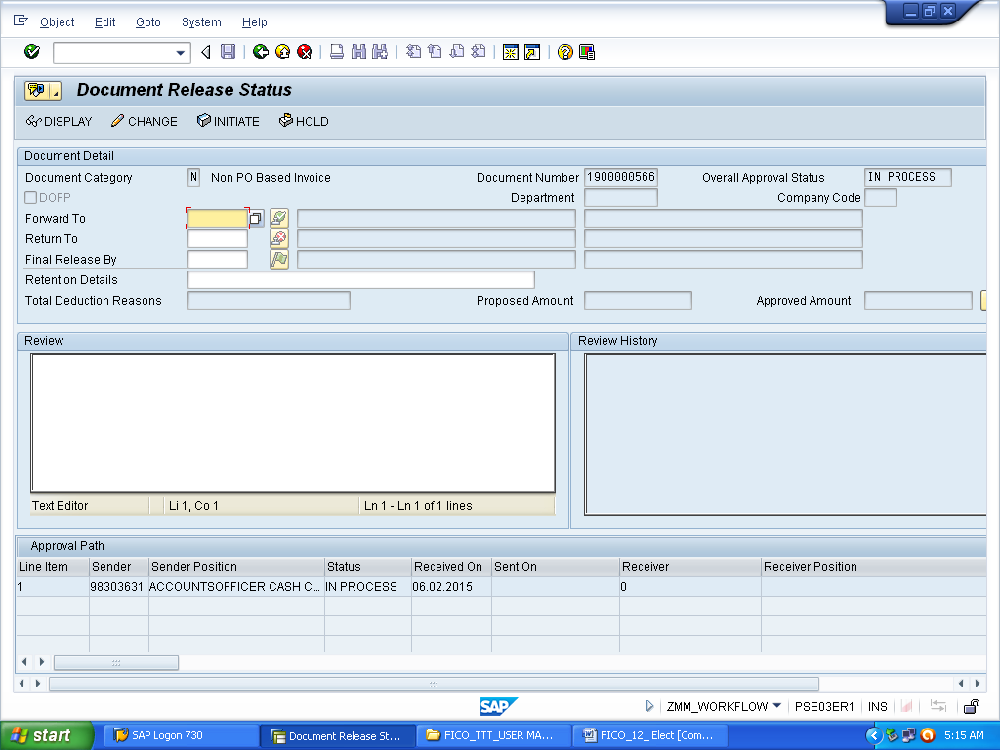 Object Edit Goto System Help
Document Release Status
DISPLAY CHANGE INITIATE HOLD
Document Detail
Document Category N Non PO Based Invoice Document Number 1900000566 Overall Approval Status IN PROCESS
DOFP Department Company Code
Forward To
Return To
Final Release By
Retention Details
Total Deduction Reasons Proposed Amount Approved Amount
Review Review History
Text Editor Li 1, Co 1 Ln 1 - Ln 1 of 1 lines
Approval Path
Line Item Sender Sender Position Status Received On Sent On Receiver Receiver Position
1 98303631 ACCOUNTSOFFICER CASH C... IN PROCESS 06.02.2015 0
SAP ZMM_WORKFLOW PSE03ER1 INS
start SAP Logon 730 Document Release St... FICO_TTT_USER MA... FICO_12_ Elect [Com... 5:15 AM